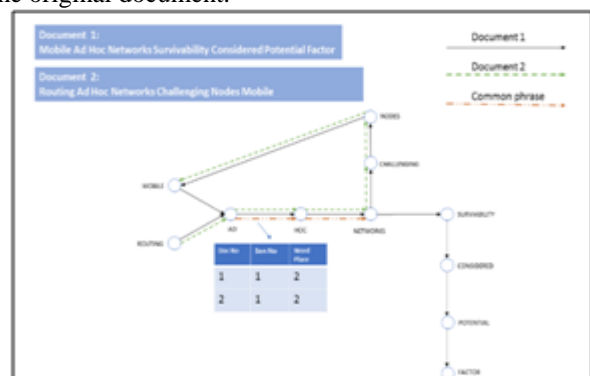 the original document.
Document 1:
Mobile Ad Hoc Networks Survivability Considered Potential Factor
Document 2:
Routing Ad Hoc Networks Challenging Nodes Mobile
Document 1
Document 2
Common phrase
NODES
CHALLENGING
MOBILE
ROUTING
AD
HOC
NETWORKS
SURVIVABILITY
CONSIDERED
POTENTIAL
FACTOR
Doc No Sen No Word Place
1 1 2
2 1 2